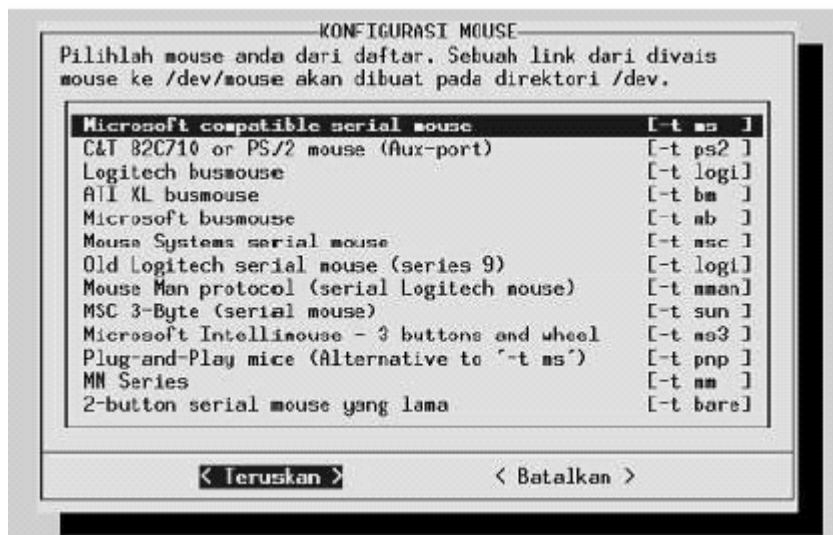 KONFIGURASI MOUSE
Pilihlah mouse anda dari daftar. Sebuah link dari divais
mouse ke /dev/mouse akan dibuat pada direktori /dev.
Microsoft compatible serial mouse [-t ms ]
C&T 82C710 or PS/2 mouse (Aux-port) [-t ps2 ]
Logitech busmouse [-t logi]
ATI XL busmouse [-t bm ]
Microsoft busmouse [-t mb ]
Mouse Systems serial mouse [-t msc ]
Old Logitech serial mouse (series 9) [-t logi]
Mouse Man protocol (serial Logitech mouse) [-t mman]
MSC 3-Byte (serial mouse) [-t sun ]
Microsoft Intellimouse - 3 buttons and wheel [-t ms3 ]
Plug-and-Play mice (Alternative to '-t ms') [-t pnp ]
MM Series [-t mm ]
2-button serial mouse yang lama [-t bare]
< Teruskan > < Batalkan >